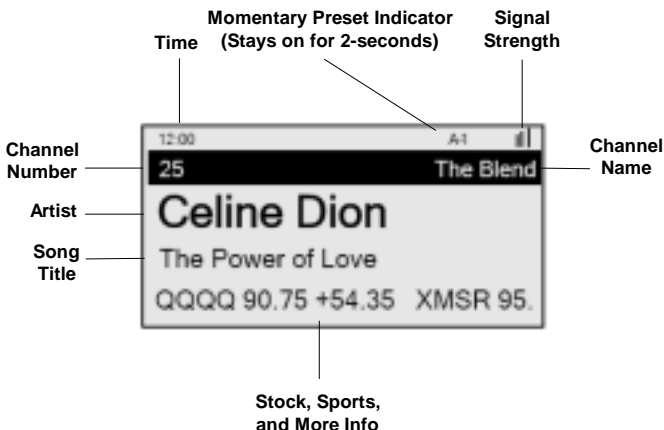 Momentary Preset Indicator
(Stays on for 2-seconds)
Signal
Strength
Time
12:00
A-1
Channel
Number
25
The Blend
Channel
Name
Artist
Celine Dion
Song
Title
The Power of Love
QQQQ 90.75 +54.35 XMSR 95.
Stock, Sports,
and More Info